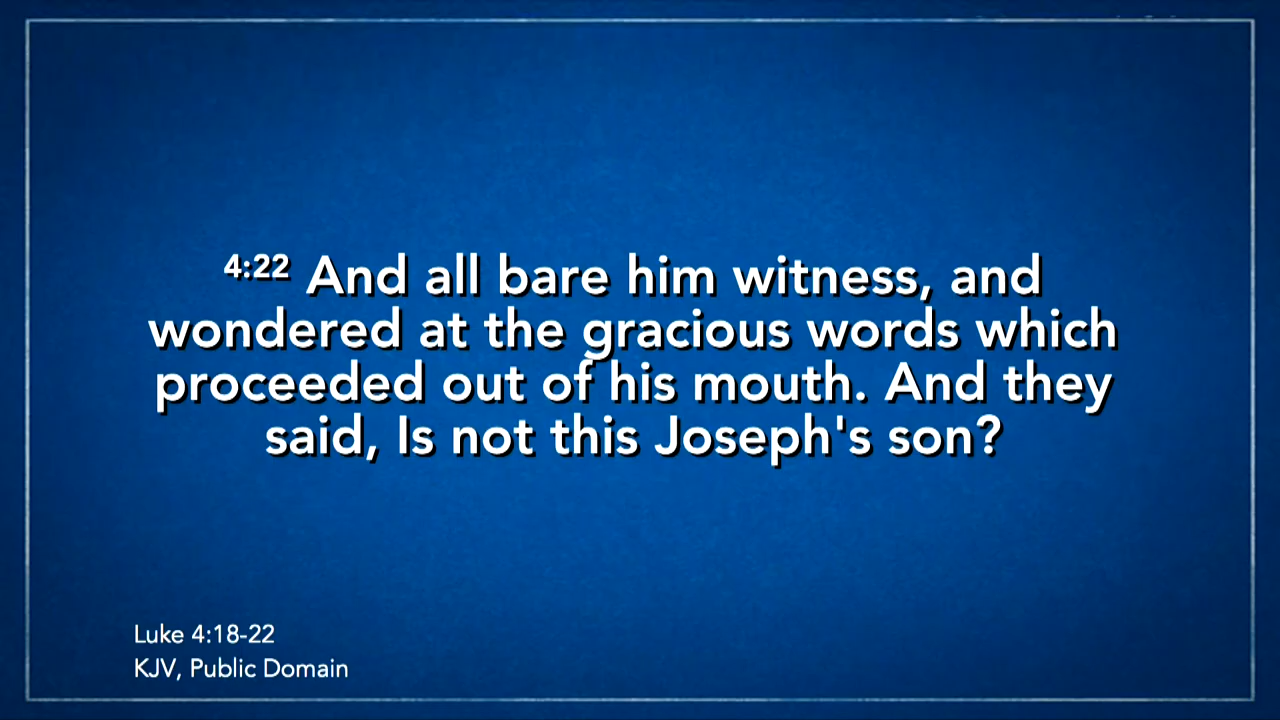 4:22 And all bare him witness, and
wondered at the gracious words which
proceeded out of his mouth. And they
said, Is not this Joseph's son?
Luke 4:18-22
KJV, Public Domain